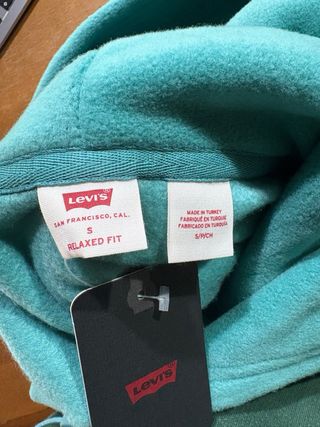 Levi's
SAN FRANCISCO, CAL.
S
RELAXED FIT
MADE IN TURKEY
FABRIQUÉ EN TURQUIE
FABRICADO EN TURQUÍA
S/P/CH
Levi's